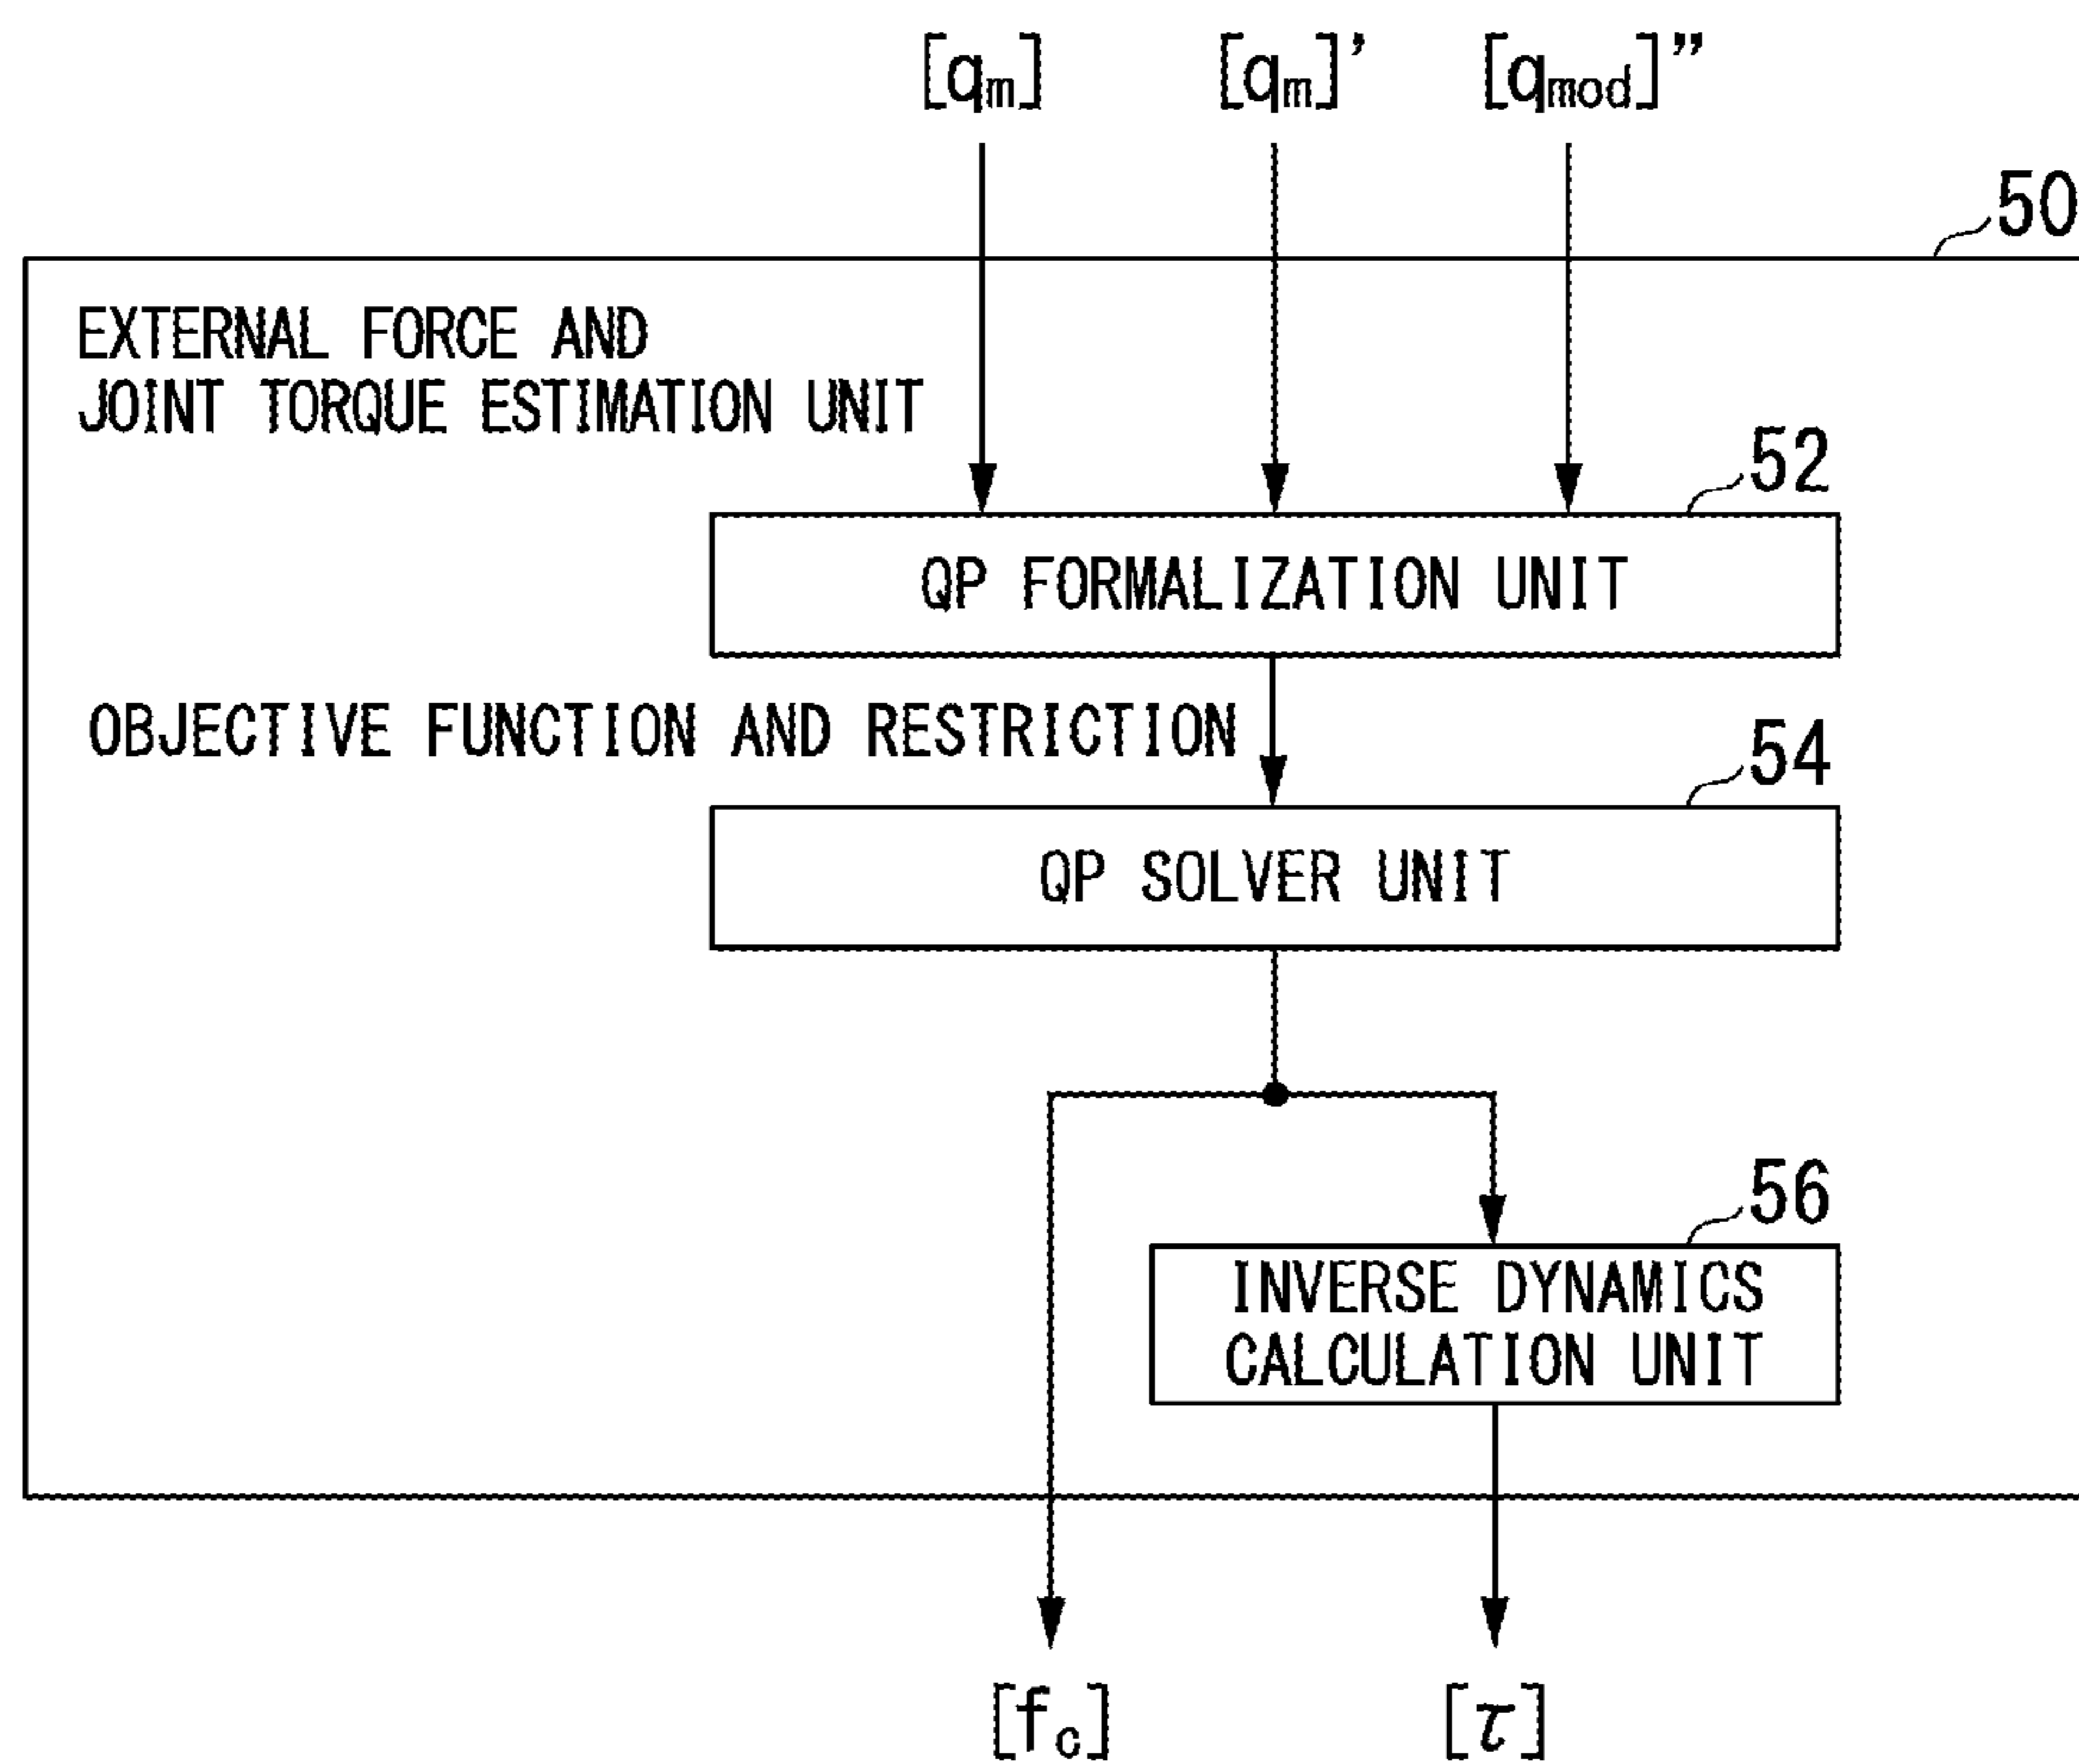 [qm] [qm]' [qmod]"
50
EXTERNAL FORCE AND
JOINT TORQUE ESTIMATION UNIT
52
QP FORMALIZATION UNIT
OBJECTIVE FUNCTION AND RESTRICTION
54
QP SOLVER UNIT
56
INVERSE DYNAMICS
CALCULATION UNIT
[fc] [τ]